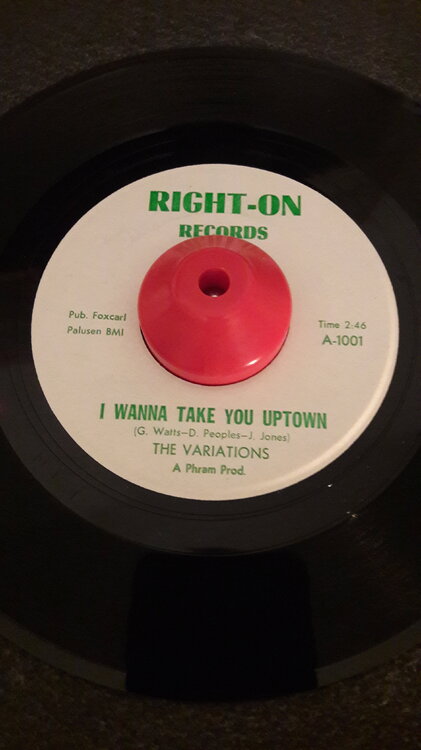 RIGHT-ON
RECORDS
Pub. Foxcarl
Palusen BMI
Time 2:46
A-1001
I WANNA TAKE YOU UPTOWN
(G. Watts—D. Peoples—J. Jones)
THE VARIATIONS
A Phram Prod.